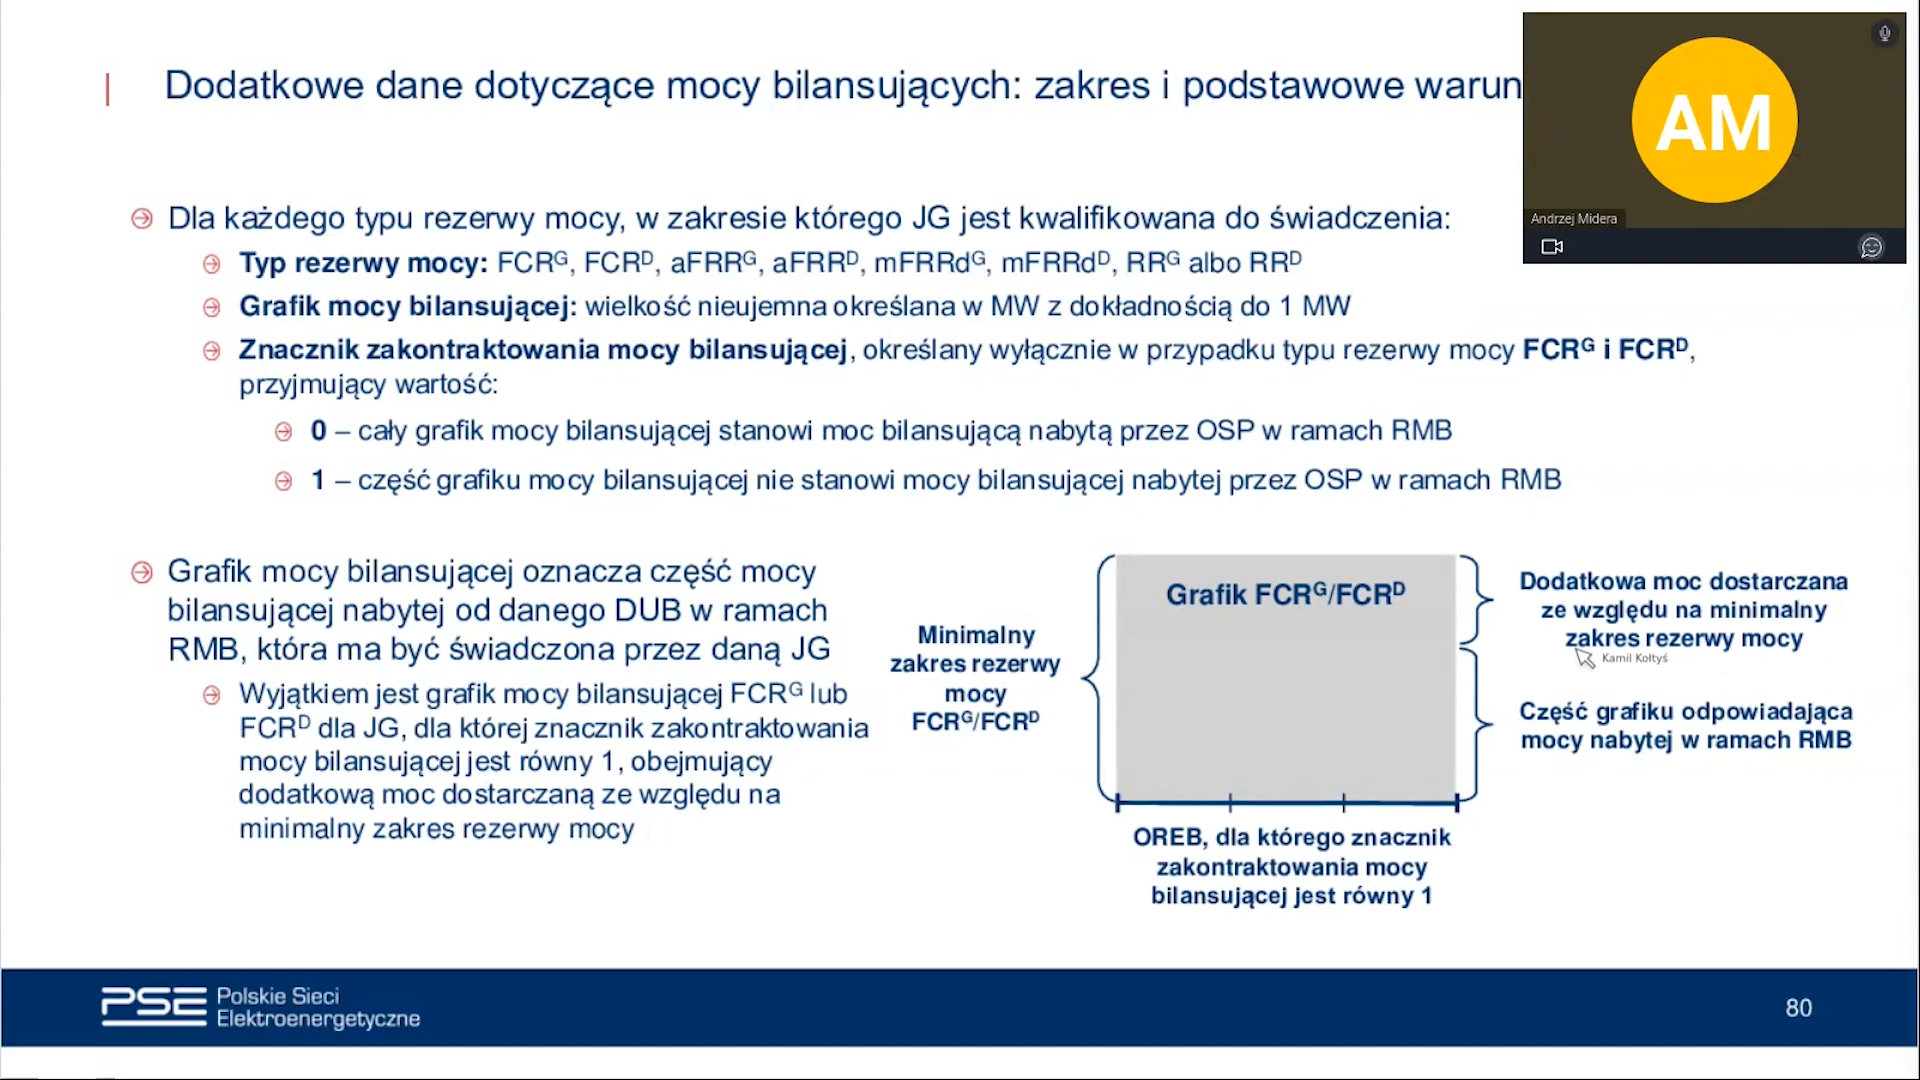 Dodatkowe dane dotyczące mocy bilansujących: zakres i podstawowe warun
AM
Andrzej Midera
Dla każdego typu rezerwy mocy, w zakresie którego JG jest kwalifikowana do świadczenia:
Typ rezerwy mocy: FCRᴳ, FCRᴰ, aFRRᴳ, aFRRᴰ, mFRRdᴳ, mFRRdᴰ, RRᴳ albo RRᴰ
Grafik mocy bilansującej: wielkość nieujemna określana w MW z dokładnością do 1 MW
Znacznik zakontraktowania mocy bilansującej, określany wyłącznie w przypadku typu rezerwy mocy FCRᴳ i FCRᴰ,
przyjmujący wartość:
0 – cały grafik mocy bilansującej stanowi moc bilansującą nabytą przez OSP w ramach RMB
1 – część grafiku mocy bilansującej nie stanowi mocy bilansującej nabytej przez OSP w ramach RMB
Grafik mocy bilansującej oznacza część mocy
bilansującej nabytej od danego DUB w ramach
RMB, która ma być świadczona przez daną JG
Wyjątkiem jest grafik mocy bilansującej FCRᴳ lub
FCRᴰ dla JG, dla której znacznik zakontraktowania
mocy bilansującej jest równy 1, obejmujący
dodatkową moc dostarczaną ze względu na
minimalny zakres rezerwy mocy
Minimalny
zakres rezerwy
mocy
FCRᴳ/FCRᴰ
Grafik FCRᴳ/FCRᴰ
Dodatkowa moc dostarczana
ze względu na minimalny
zakres rezerwy mocy
Kamil Kołtyś
Część grafiku odpowiadająca
mocy nabytej w ramach RMB
OREB, dla którego znacznik
zakontraktowania mocy
bilansującej jest równy 1
PSE Polskie Sieci
Elektroenergetyczne
80